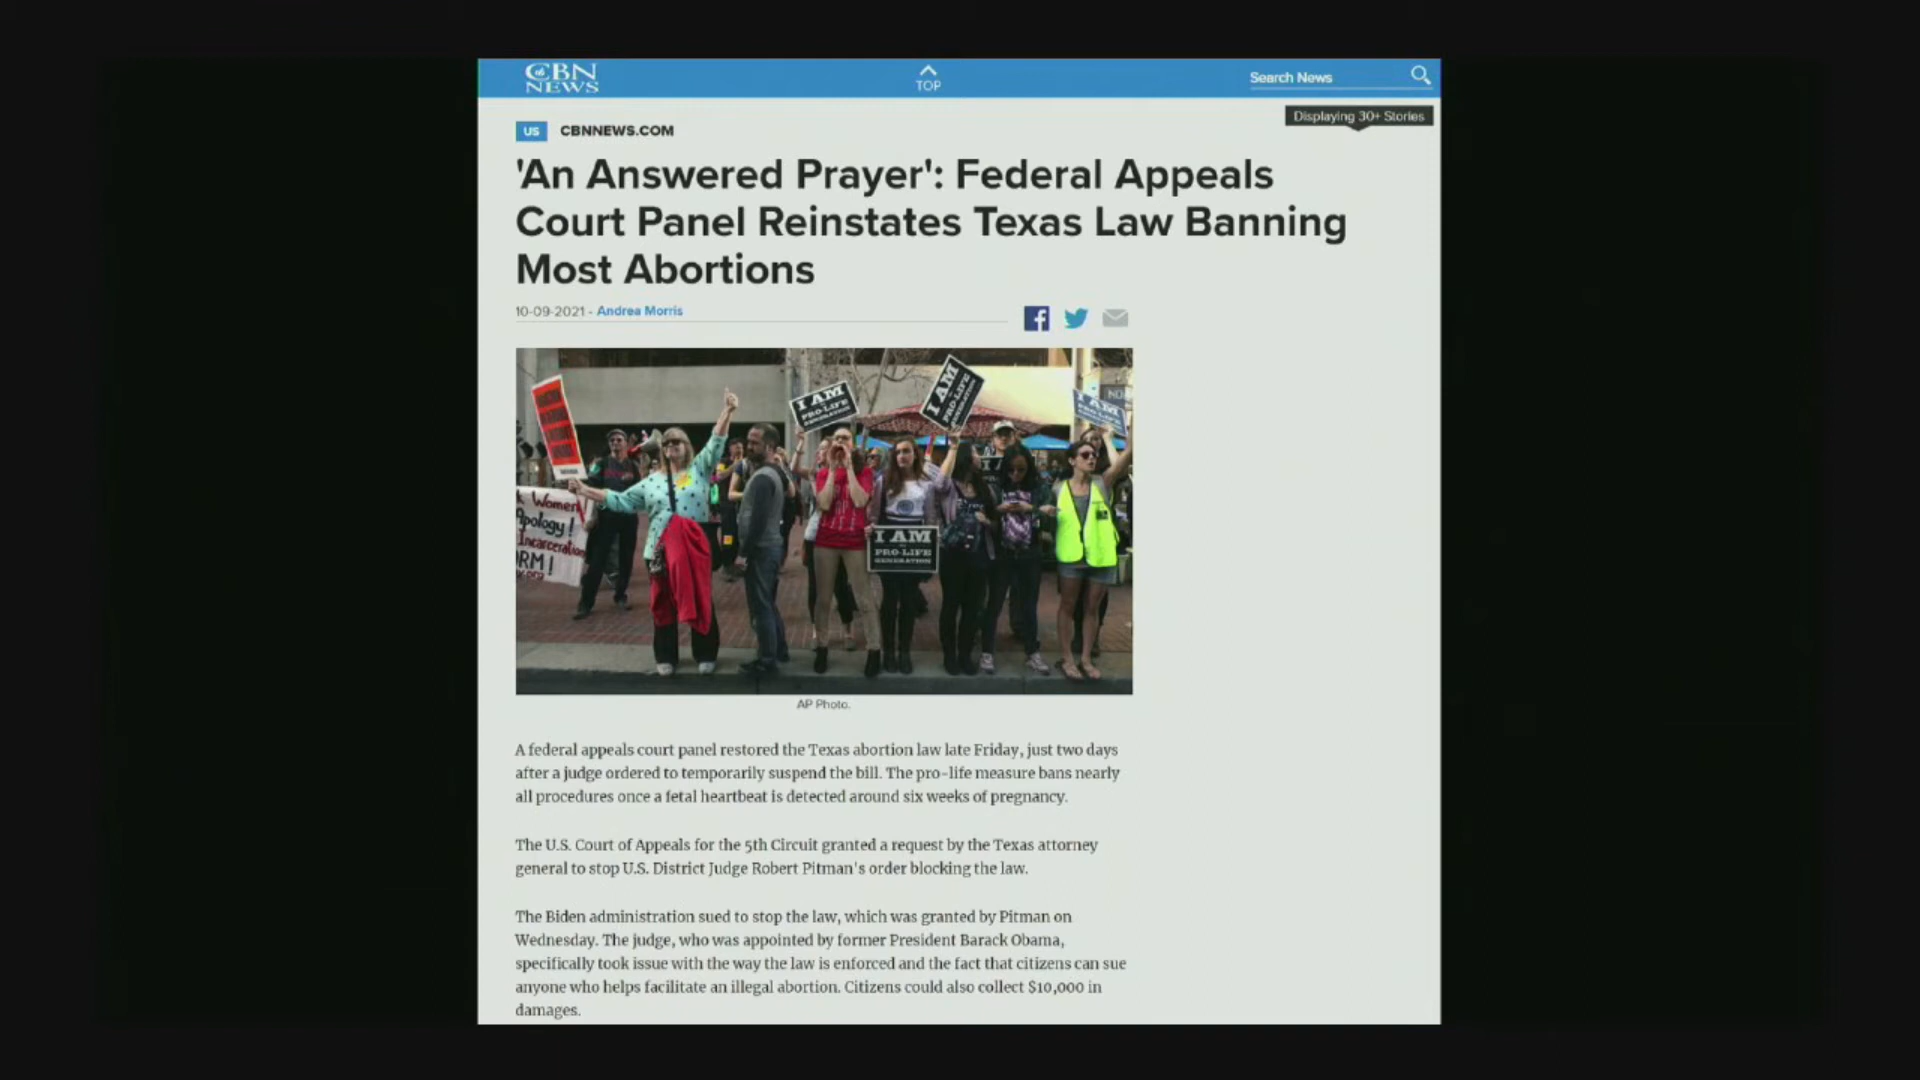 CBN
NEWS
TOP
Search News
Displaying 30+ Stories
US CBNNEWS.COM
'An Answered Prayer': Federal Appeals
Court Panel Reinstates Texas Law Banning
Most Abortions
10-09-2021 - Andrea Morris
I AM
PRO-LIFE
GENERATION
I AM
PRO-LIFE
GENERATION
I AM
PRO-LIFE
Women
Apology!
Incarceration
RM!
I AM
PRO-LIFE
GENERATION
AP Photo.
A federal appeals court panel restored the Texas abortion law late Friday, just two days
after a judge ordered to temporarily suspend the bill. The pro-life measure bans nearly
all procedures once a fetal heartbeat is detected around six weeks of pregnancy.
The U.S. Court of Appeals for the 5th Circuit granted a request by the Texas attorney
general to stop U.S. District Judge Robert Pitman's order blocking the law.
The Biden administration sued to stop the law, which was granted by Pitman on
Wednesday. The judge, who was appointed by former President Barack Obama,
specifically took issue with the way the law is enforced and the fact that citizens can sue
anyone who helps facilitate an illegal abortion. Citizens could also collect $10,000 in
damages.